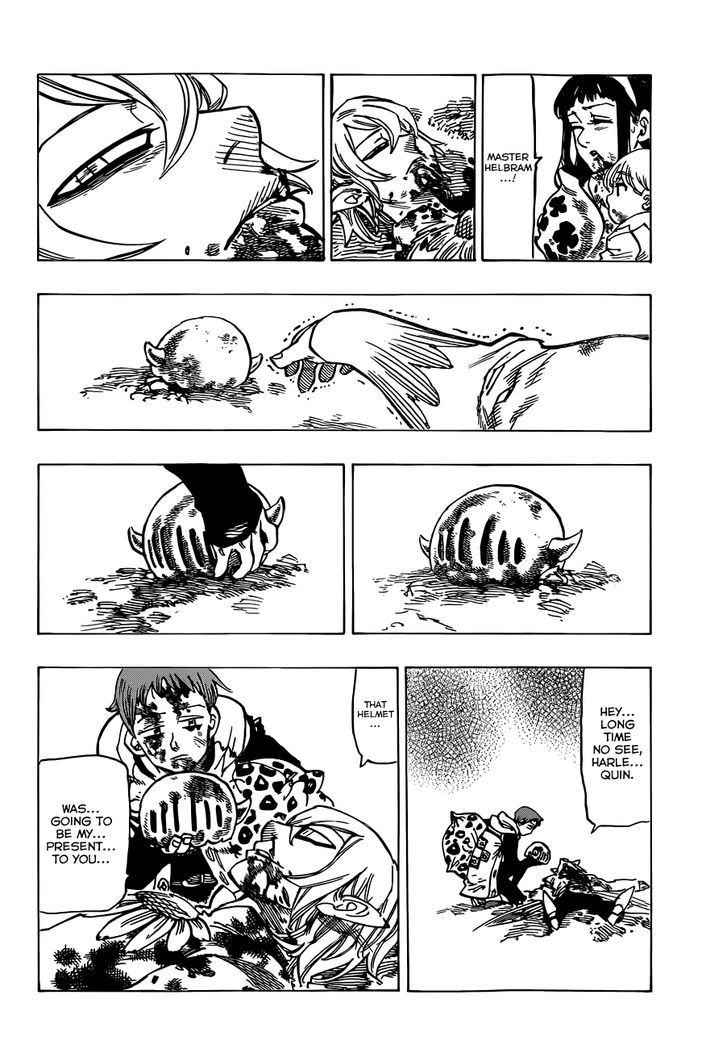 MASTER
HELBRAM
...!
HEY...
LONG
TIME
NO SEE,
HARLE...
QUIN.
THAT
HELMET
...
WAS...
GOING TO
BE MY...
PRESENT...
TO YOU...